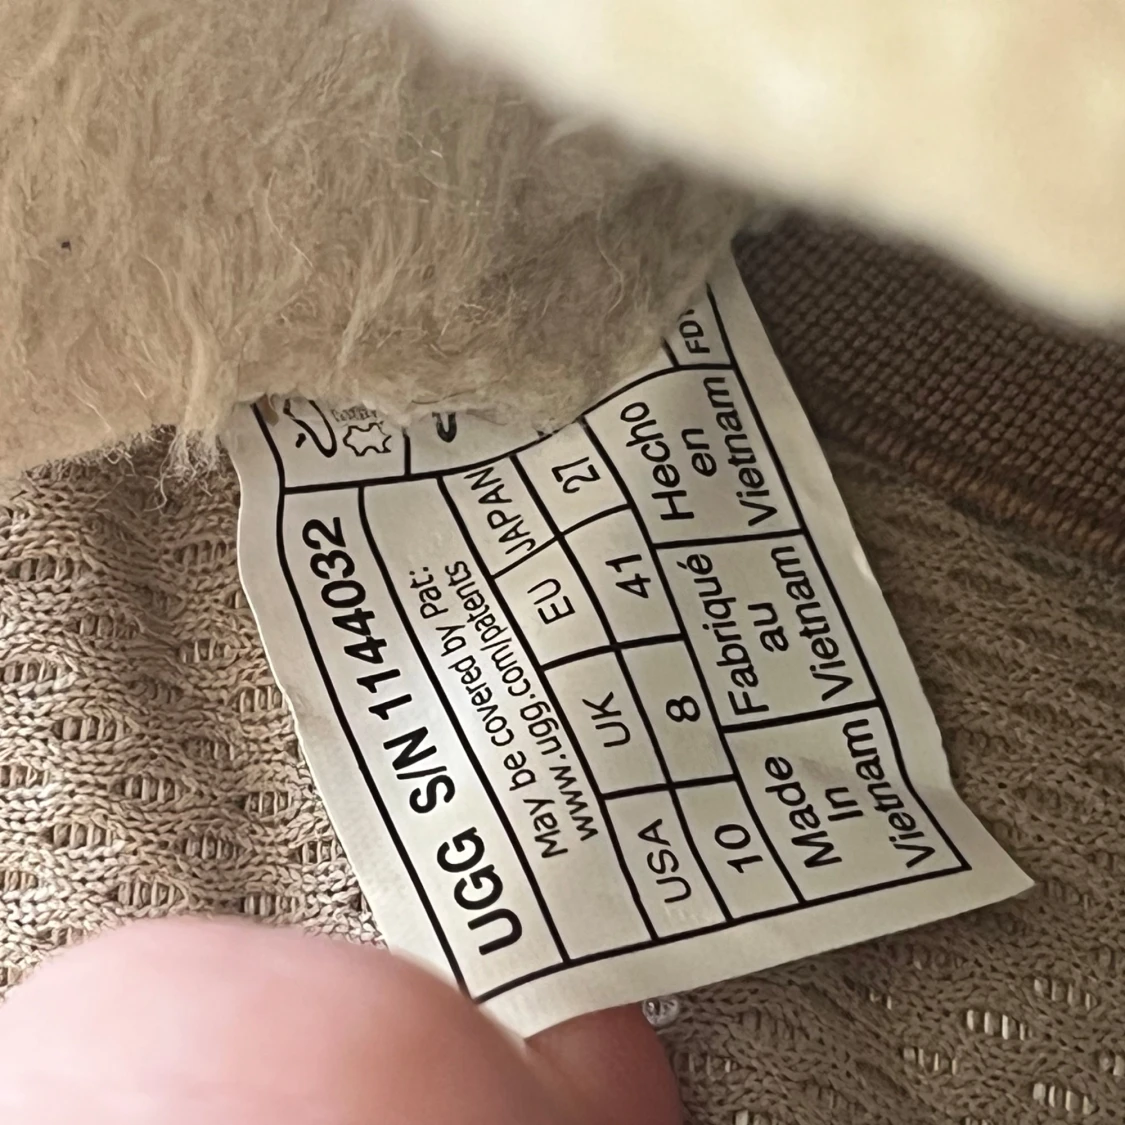 UGG S/N 1144032
May be covered by Pat:
www.ugg.com/patents
USA UK EU JAPAN
10 8 41 27
Made
In
Vietnam
Fabriqué
au
Vietnam
Hecho
en
Vietnam